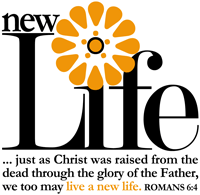 new
Life
... just as Christ was raised from the
dead through the glory of the Father,
we too may live a new life. ROMANS 6:4